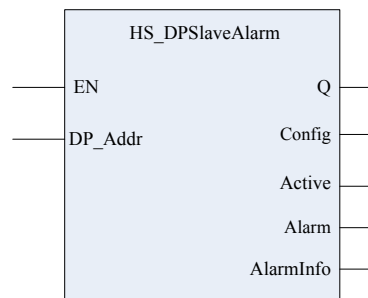 HS_DPSlaveAlarm
EN
Q
DP_Addr
Config
Active
Alarm
AlarmInfo